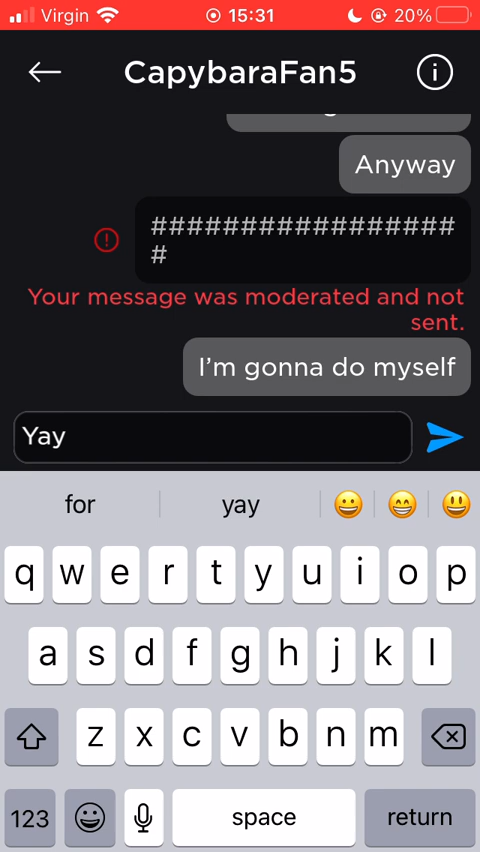 Virgin 15:31 20%
CapybaraFan5
Anyway
#################
#
Your message was moderated and not
sent.
I'm gonna do myself
Yay
for yay
q w e r t y u i o p
a s d f g h j k l
z x c v b n m
123 space return